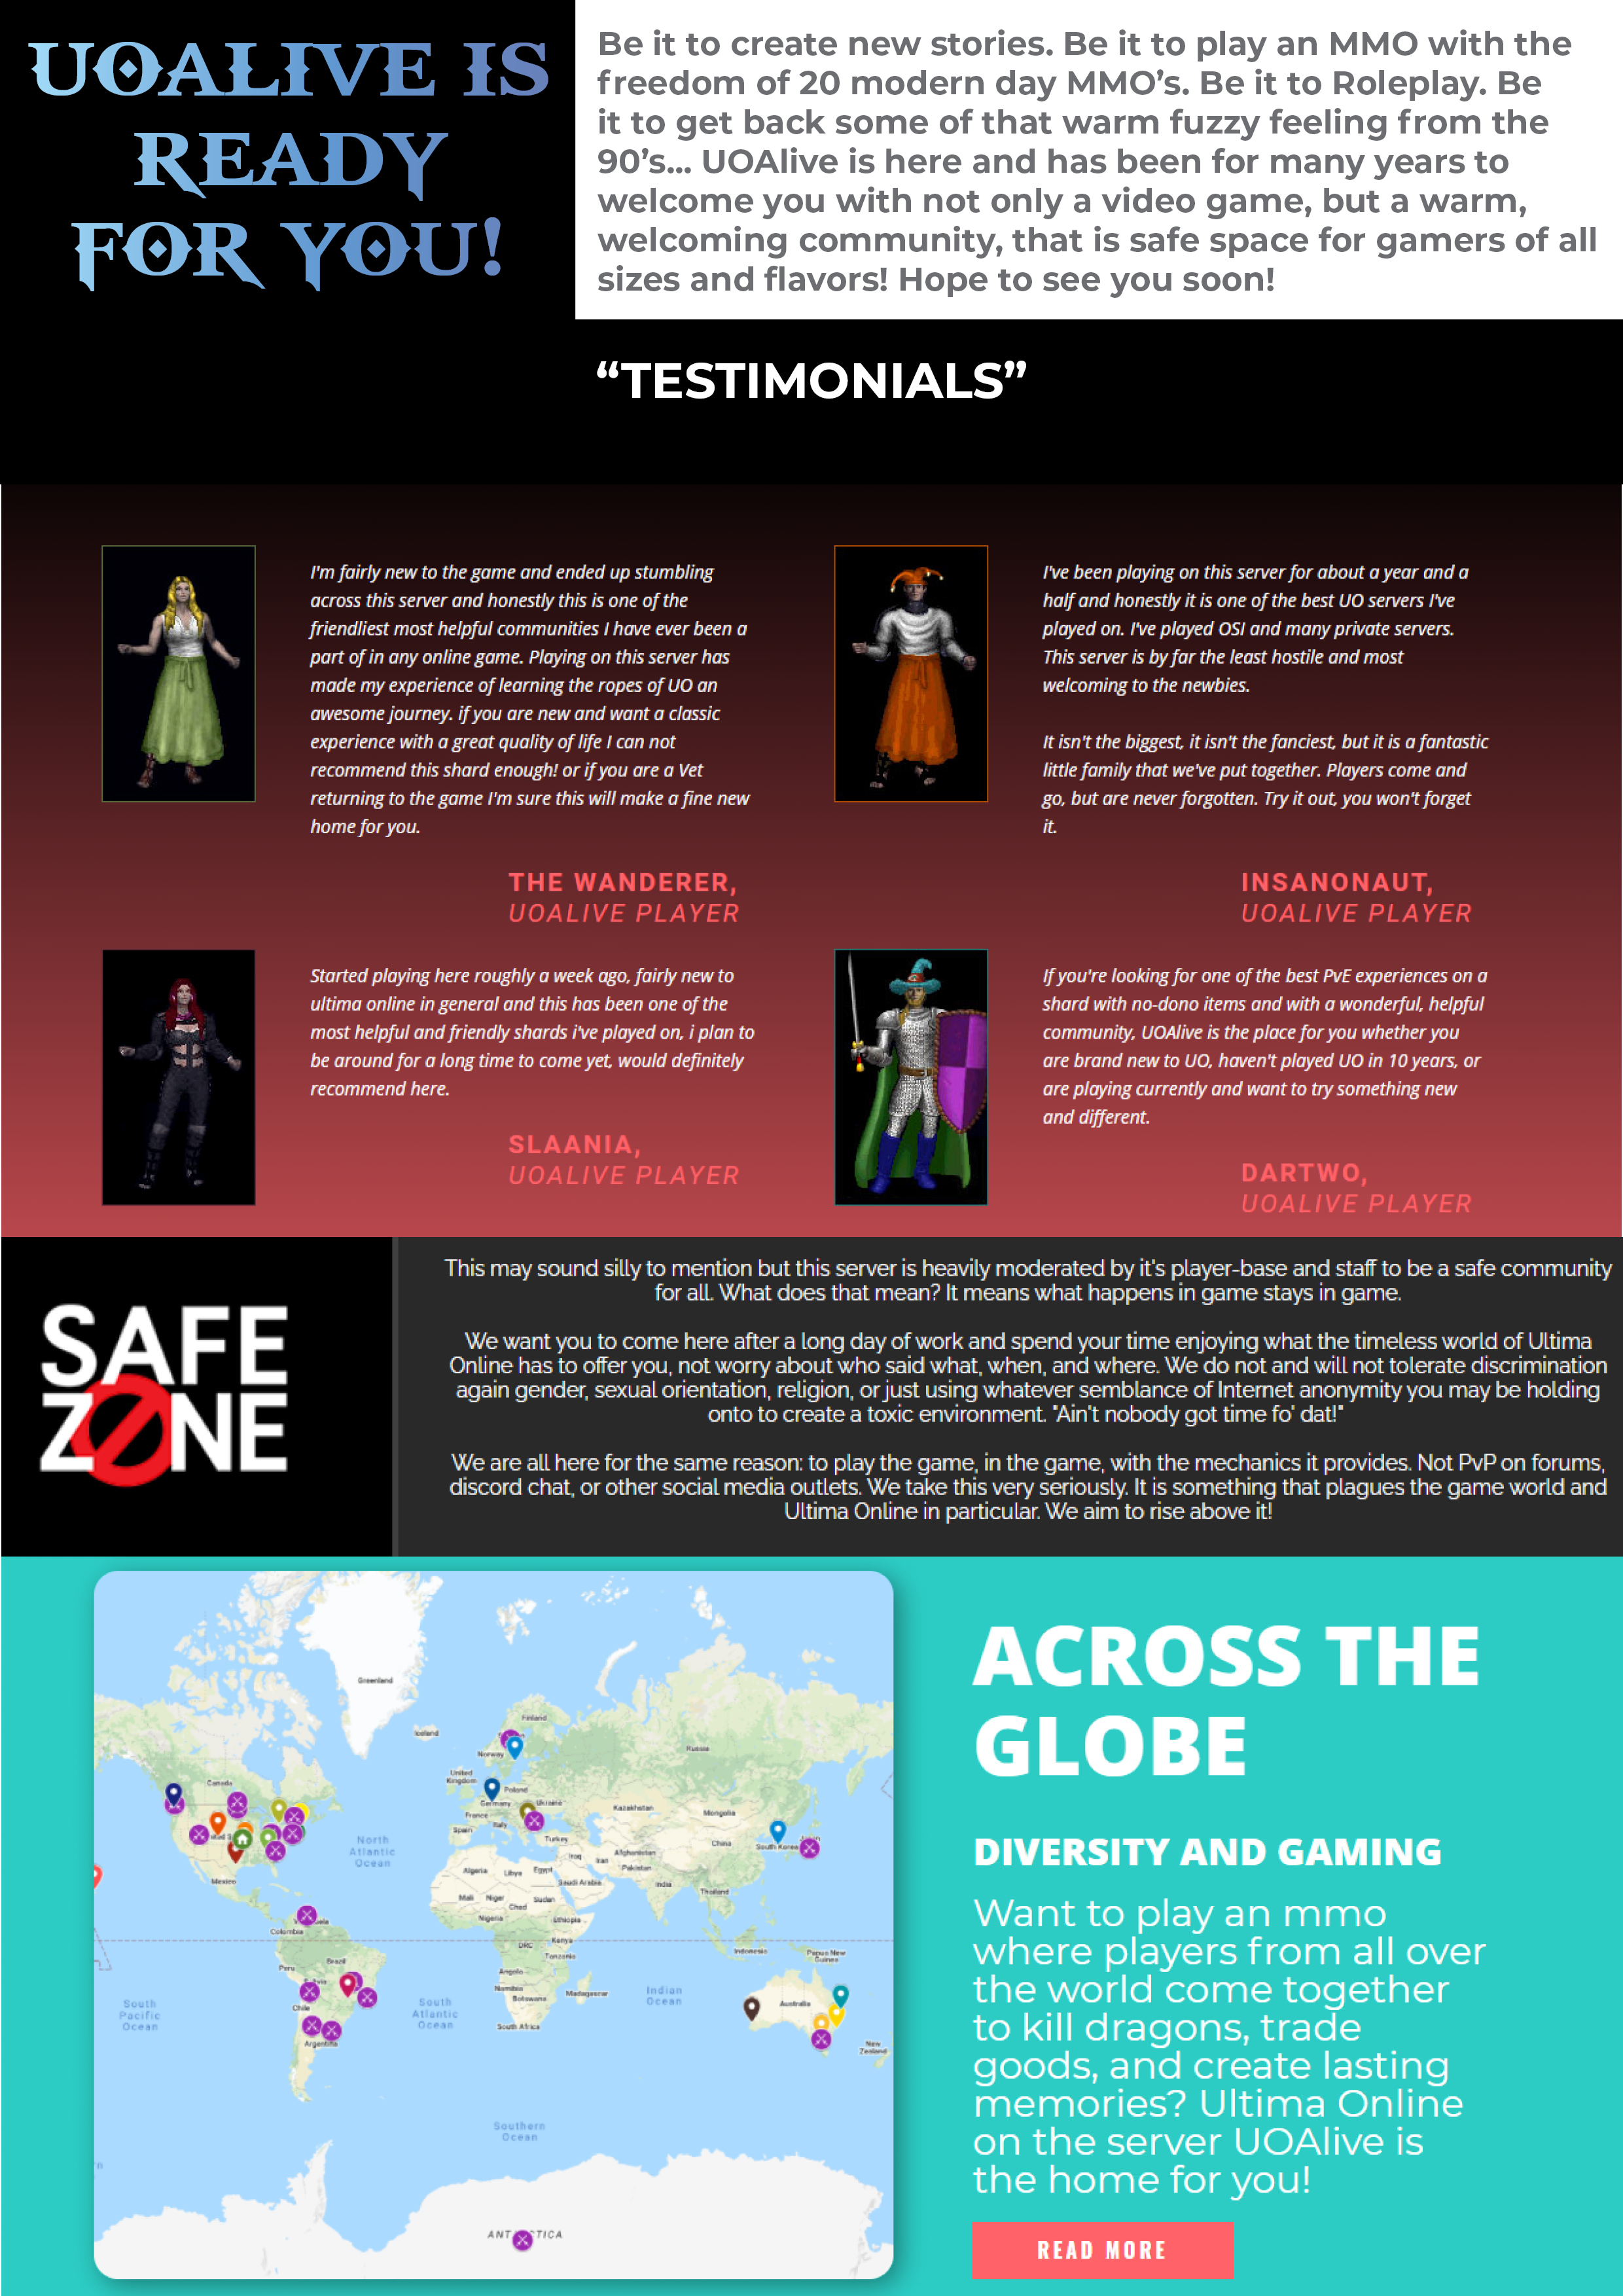 UOALIVE IS
READY
FOR YOU!
Be it to create new stories. Be it to play an MMO with the
freedom of 20 modern day MMO's. Be it to Roleplay. Be
it to get back some of that warm fuzzy feeling from the
90's... UOAlive is here and has been for many years to
welcome you with not only a video game, but a warm,
welcoming community, that is safe space for gamers of all
sizes and flavors! Hope to see you soon!
“TESTIMONIALS”
I'm fairly new to the game and ended up stumbling
across this server and honestly this is one of the
friendliest most helpful communities I have ever been a
part of in any online game. Playing on this server has
made my experience of learning the ropes of UO an
awesome journey. if you are new and want a classic
experience with a great quality of life I can not
recommend this shard enough! or if you are a Vet
returning to the game I'm sure this will make a fine new
home for you.
THE WANDERER,
UOALIVE PLAYER
I've been playing on this server for about a year and a
half and honestly it is one of the best UO servers I've
played on. I've played OSI and many private servers.
This server is by far the least hostile and most
welcoming to the newbies.
It isn't the biggest, it isn't the fanciest, but it is a fantastic
little family that we've put together. Players come and
go, but are never forgotten. Try it out, you won't forget
it.
INSANONAUT,
UOALIVE PLAYER
Started playing here roughly a week ago, fairly new to
ultima online in general and this has been one of the
most helpful and friendly shards i've played on, i plan to
be around for a long time to come yet, would definitely
recommend here.
SLAANIA,
UOALIVE PLAYER
If you're looking for one of the best PvE experiences on a
shard with no-dono items and with a wonderful, helpful
community, UOAlive is the place for you whether you
are brand new to UO, haven't played UO in 10 years, or
are playing currently and want to try something new
and different.
DARTWO,
UOALIVE PLAYER
SAFE
ZONE
This may sound silly to mention but this server is heavily moderated by it's player-base and staff to be a safe community
for all. What does that mean? It means what happens in game stays in game.
We want you to come here after a long day of work and spend your time enjoying what the timeless world of Ultima
Online has to offer you, not worry about who said what, when, and where. We do not and will not tolerate discrimination
again gender, sexual orientation, religion, or just using whatever semblance of Internet anonymity you may be holding
onto to create a toxic environment. "Ain't nobody got time fo' dat!"
We are all here for the same reason: to play the game, in the game, with the mechanics it provides. Not PvP on forums,
discord chat, or other social media outlets. We take this very seriously. It is something that plagues the game world and
Ultima Online in particular. We aim to rise above it!
Greenland
Iceland
Finland
Norway
Russia
United
Kingdom
Poland
Germany
Ukraine
France
Italy
Spain
Turkey
Kazakhstan
Mongolia
China
South Korea
Canada
North
Atlantic
Ocean
Mexico
Algeria
Libya
Egypt
Iraq
Iran
Afghanistan
Pakistan
Saudi Arabia
India
Thailand
Mali
Niger
Chad
Sudan
Nigeria
Ethiopia
Colombia
DRC
Kenya
Tanzania
Indonesia
Papua New
Guinea
Brazil
Peru
Angola
Namibia
Botswana
Madagascar
Indian
Ocean
Australia
South
Pacific
Ocean
Chile
South
Atlantic
Ocean
South Africa
Argentina
New
Zealand
Southern
Ocean
ACROSS THE
GLOBE
DIVERSITY AND GAMING
Want to play an mmo
where players from all over
the world come together
to kill dragons, trade
goods, and create lasting
memories? Ultima Online
on the server UOAlive is
the home for you!
READ MORE